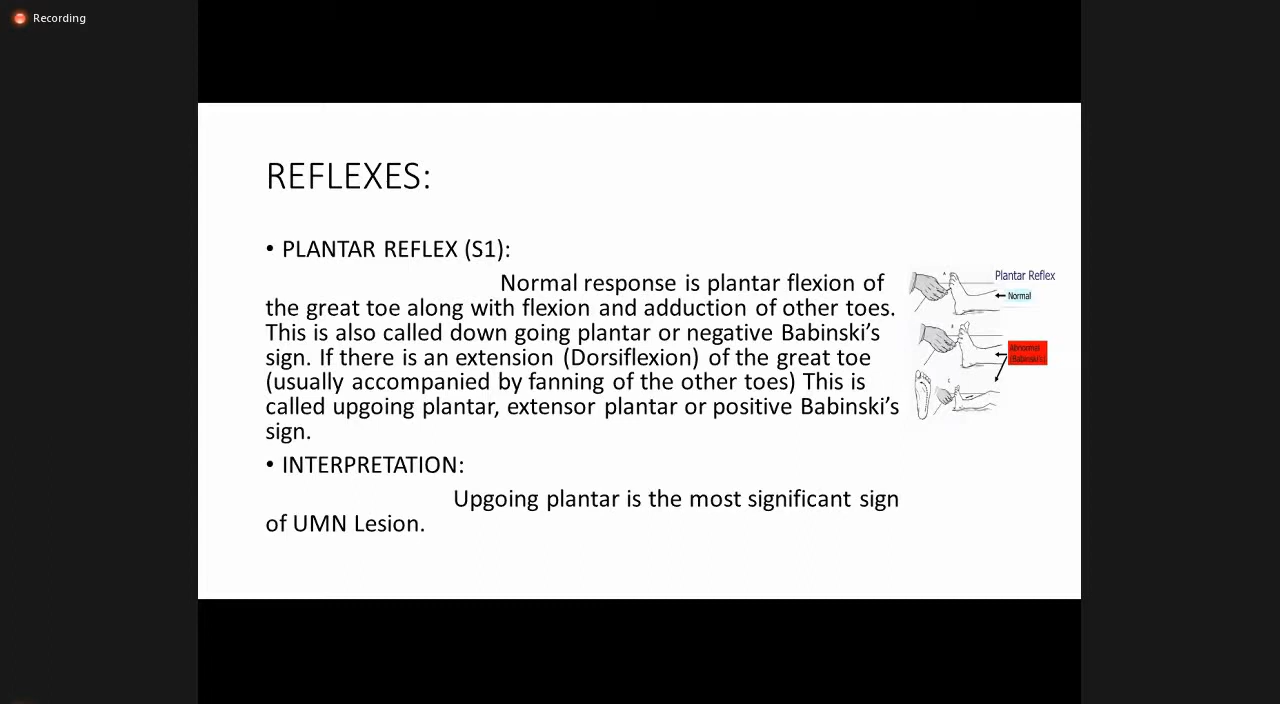 Recording
REFLEXES:
• PLANTAR REFLEX (S1):
Normal response is plantar flexion of
the great toe along with flexion and adduction of other toes.
This is also called down going plantar or negative Babinski's
sign. If there is an extension (Dorsiflexion) of the great toe
(usually accompanied by fanning of the other toes) This is
called upgoing plantar, extensor plantar or positive Babinski's
sign.
• INTERPRETATION:
Upgoing plantar is the most significant sign
of UMN Lesion.
Plantar Reflex
Normal
Abnormal
(Babinski's)